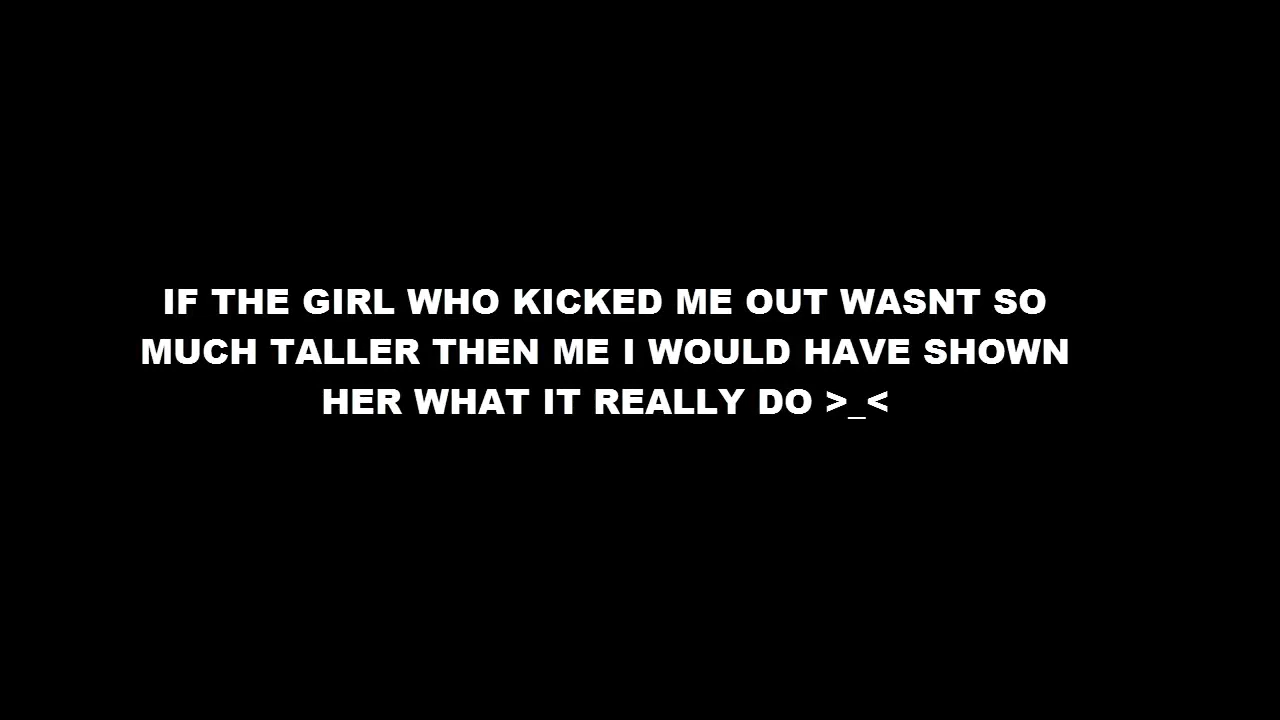 IF THE GIRL WHO KICKED ME OUT WASNT SO
MUCH TALLER THEN ME I WOULD HAVE SHOWN
HER WHAT IT REALLY DO >_<